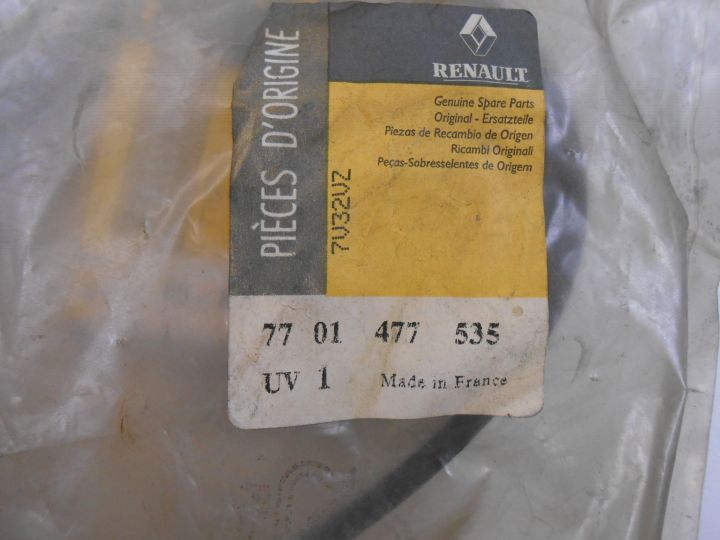 PIÈCES D'ORIGINE
RENAULT
Genuine Spare Parts
Original - Ersatzteile
Piezas de Recambio de Origen
Ricambi Originali
Peças-Sobresselentes de Origem
7V32VZ
77 01 477 535
UV 1 Made in France